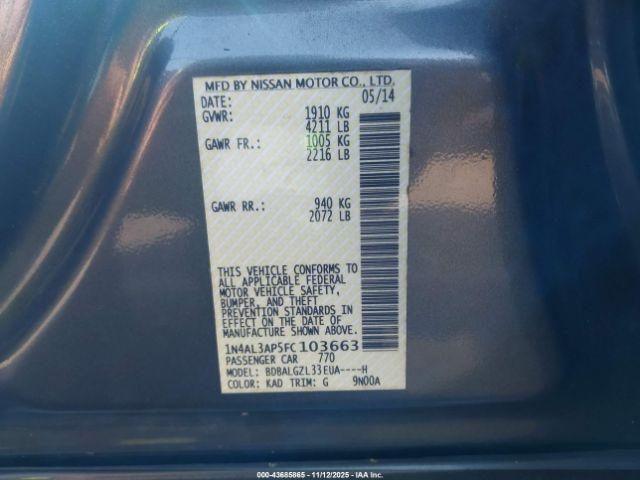 MFD BY NISSAN MOTOR CO., LTD.
DATE: 05/14
GVWR: 1910 KG
4211 LB
GAWR FR.: 1005 KG
2216 LB
GAWR RR.: 940 KG
2072 LB
THIS VEHICLE CONFORMS TO
ALL APPLICABLE FEDERAL
MOTOR VEHICLE SAFETY,
BUMPER, AND THEFT
PREVENTION STANDARDS IN
EFFECT ON THE DATE OF
MANUFACTURE SHOWN ABOVE.
1N4AL3AP5FC103663
PASSENGER CAR 770
MODEL: BDBALGZL33EUA----H
COLOR: KAD TRIM: G 9N00A
© 43685865 - 11/12/2025 - IAA Inc.